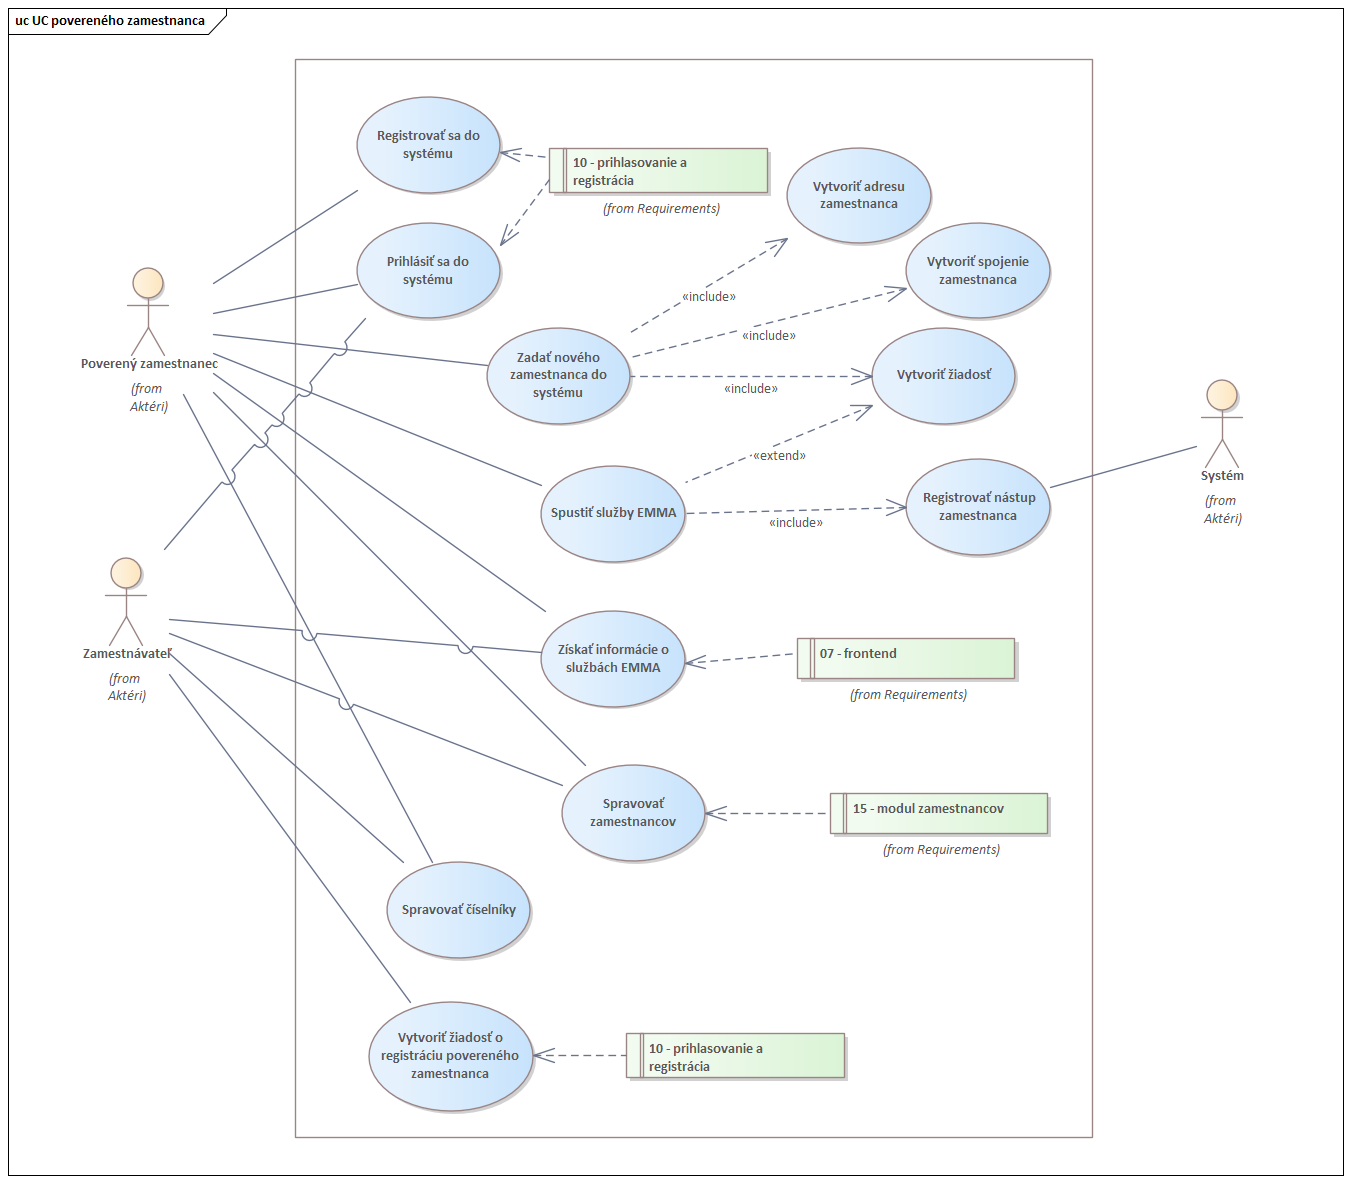 uc UC povereného zamestnanca
Registrovať sa do
systému
10 - prihlasovanie a
registrácia
(from Requirements)
Vytvoriť adresu
zamestnanca
Prihlásiť sa do
systému
Vytvoriť spojenie
zamestnanca
«include»
«include»
Poverený zamestnanec
(from
Aktéri)
Zadať nového
zamestnanca do
systému
«include»
Vytvoriť žiadosť
«extend»
Spustiť služby EMMA
«include»
Registrovať nástup
zamestnanca
Systém
(from
Aktéri)
Zamestnávateľ
(from
Aktéri)
Získať informácie o
službách EMMA
07 - frontend
(from Requirements)
Spravovať
zamestnancov
15 - modul zamestnancov
(from Requirements)
Spravovať číselníky
Vytvoriť žiadosť o
registráciu povereného
zamestnanca
10 - prihlasovanie a
registrácia